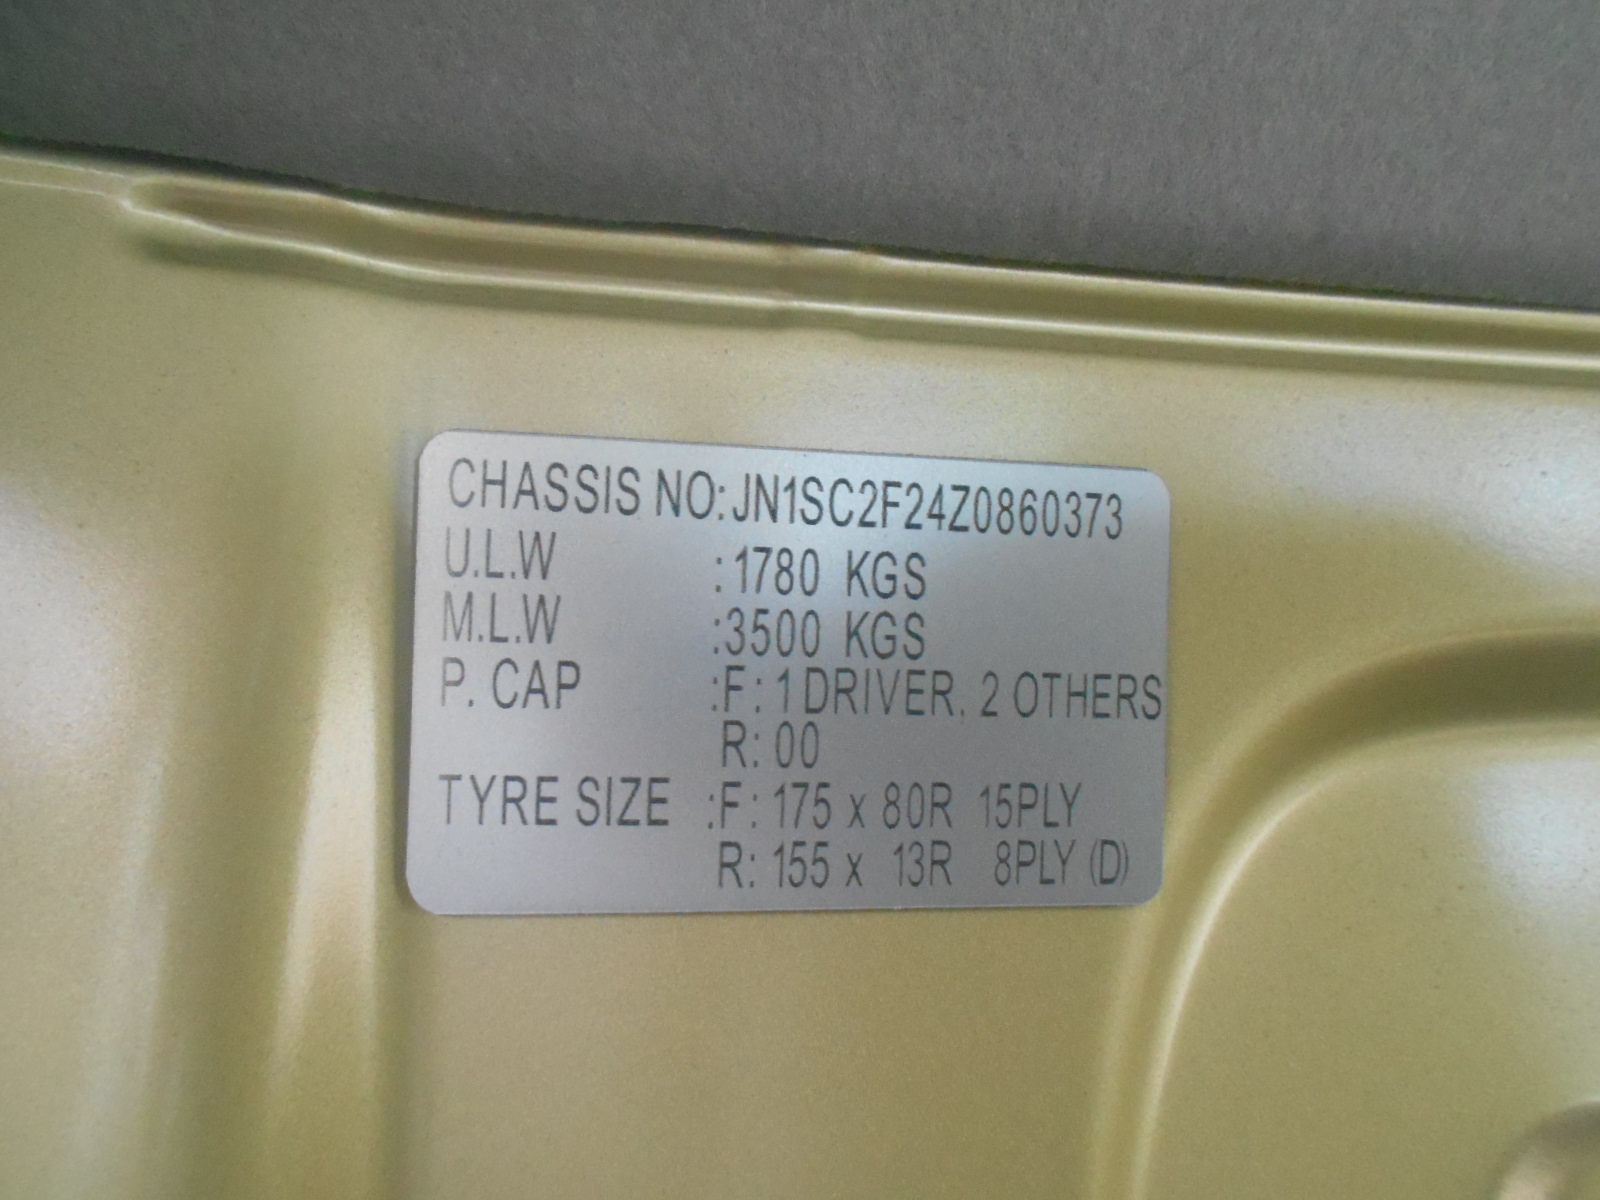 CHASSIS NO:JN1SC2F24Z0860373
U.L.W :1780 KGS
M.L.W :3500 KGS
P. CAP :F: 1 DRIVER, 2 OTHERS
R: 00
TYRE SIZE :F: 175 x 80R 15PLY
R: 155 x 13R 8PLY (D)